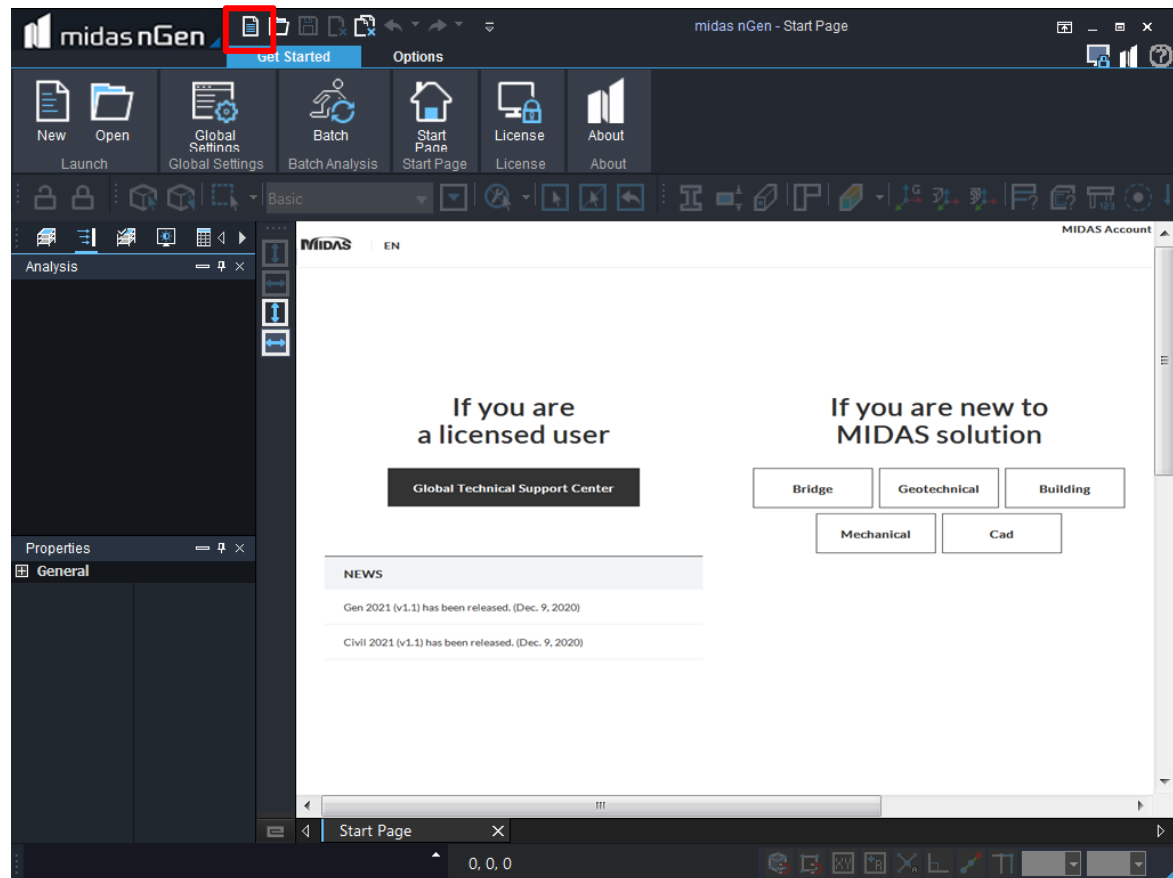 midas nGen
midas nGen - Start Page
Get Started
Options
New
Open
Global
Settings
Batch
Start
Page
License
About
Launch
Global Settings
Batch Analysis
Start Page
License
About
Basic
MIDAS
EN
MIDAS Account
Analysis
If you are
a licensed user
Global Technical Support Center
If you are new to
MIDAS solution
Bridge
Geotechnical
Building
Mechanical
Cad
Properties
General
NEWS
Gen 2021 (v1.1) has been released. (Dec. 9, 2020)
Civil 2021 (v1.1) has been released. (Dec. 9, 2020)
Start Page
0, 0, 0